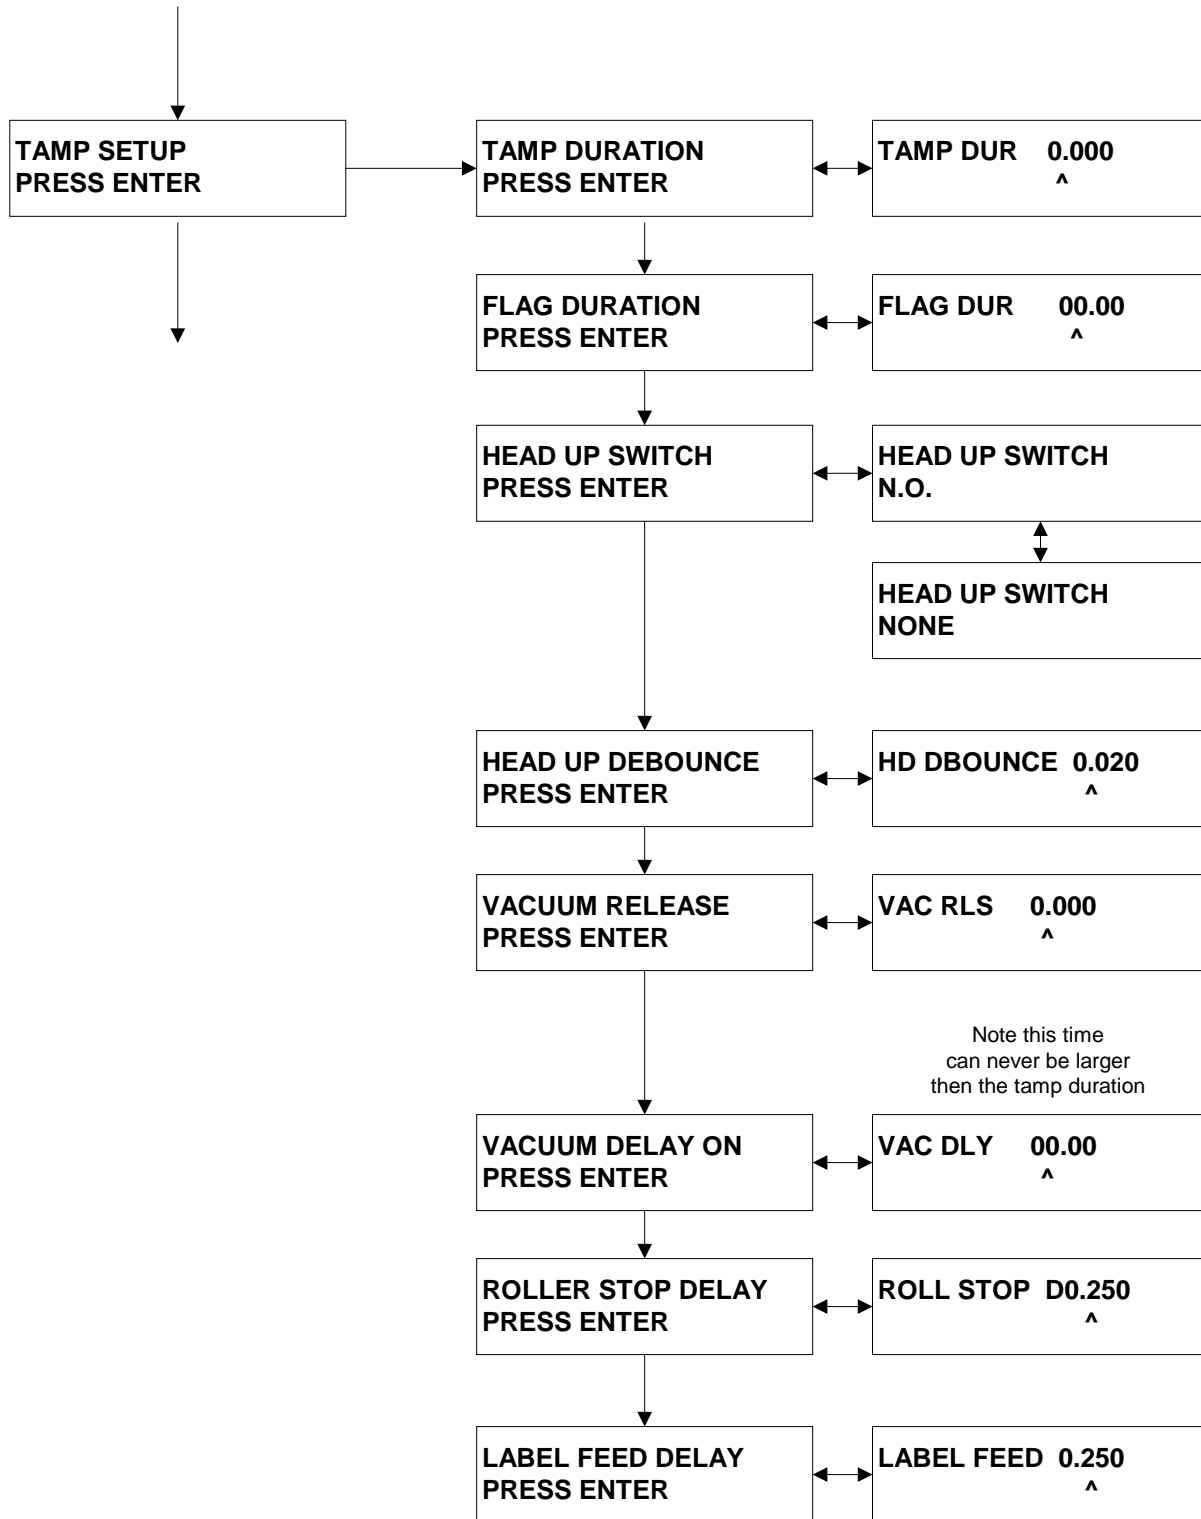 TAMP SETUP
PRESS ENTER
TAMP DURATION
PRESS ENTER
TAMP DUR 0.000
^
FLAG DURATION
PRESS ENTER
FLAG DUR 00.00
^
HEAD UP SWITCH
PRESS ENTER
HEAD UP SWITCH
N.O.
HEAD UP SWITCH
NONE
HEAD UP DEBOUNCE
PRESS ENTER
HD DBOUNCE 0.020
^
VACUUM RELEASE
PRESS ENTER
VAC RLS 0.000
^
Note this time
can never be larger
then the tamp duration
VACUUM DELAY ON
PRESS ENTER
VAC DLY 00.00
^
ROLLER STOP DELAY
PRESS ENTER
ROLL STOP D0.250
^
LABEL FEED DELAY
PRESS ENTER
LABEL FEED 0.250
^